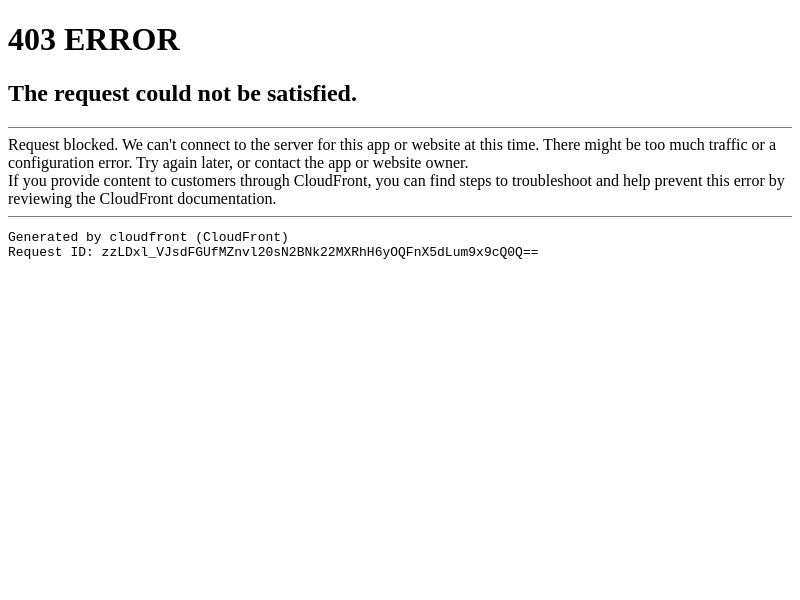 403 ERROR
The request could not be satisfied.
Request blocked. We can't connect to the server for this app or website at this time. There might be too much traffic or a
configuration error. Try again later, or contact the app or website owner.
If you provide content to customers through CloudFront, you can find steps to troubleshoot and help prevent this error by
reviewing the CloudFront documentation.
Generated by cloudfront (CloudFront)
Request ID: zzLDxl_VJsdFGUfMZnvl20sN2BNk22MXRhH6yOQFnX5dLum9x9cQ0Q==